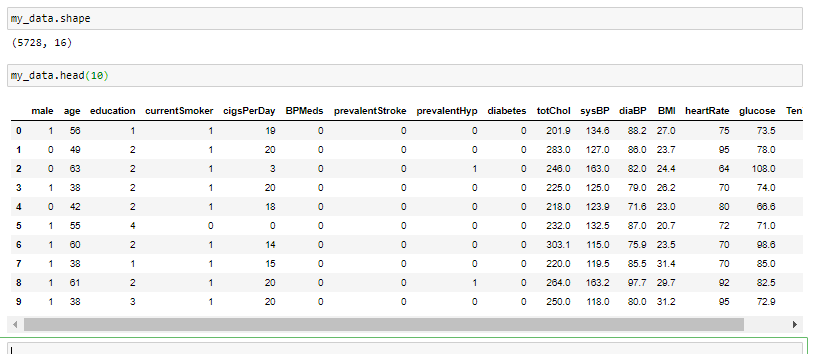 my_data.shape
(5728, 16)
my_data.head(10)
male age education currentSmoker cigsPerDay BPMeds prevalentStroke prevalentHyp diabetes totChol sysBP diaBP BMI heartRate glucose Ten
0 1 56 1 1 19 0 0 0 0 201.9 134.6 88.2 27.0 75 73.5
1 0 49 2 1 20 0 0 0 0 283.0 127.0 86.0 23.7 95 78.0
2 0 63 2 1 3 0 0 1 0 246.0 163.0 82.0 24.4 64 108.0
3 1 38 2 1 20 0 0 0 0 225.0 125.0 79.0 26.2 70 74.0
4 0 42 2 1 18 0 0 0 0 218.0 123.9 71.6 23.0 80 66.6
5 1 55 4 0 0 0 0 0 0 232.0 132.5 87.0 20.7 72 71.0
6 1 60 2 1 14 0 0 0 0 303.1 115.0 75.9 23.5 70 98.6
7 1 38 1 1 15 0 0 0 0 220.0 119.5 85.5 31.4 70 85.0
8 1 61 2 1 20 0 0 1 0 264.0 163.2 97.7 29.7 92 82.5
9 1 38 3 1 20 0 0 0 0 250.0 118.0 80.0 31.2 95 72.9